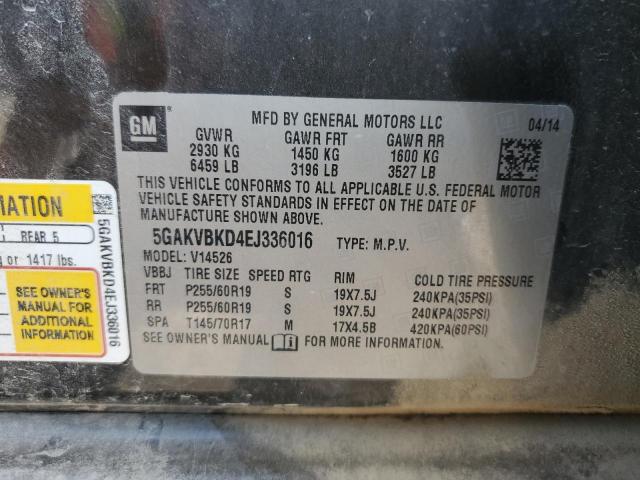 GM
MFD BY GENERAL MOTORS LLC
04/14
GVWR GAWR FRT GAWR RR
2930 KG 1450 KG 1600 KG
6459 LB 3196 LB 3527 LB
THIS VEHICLE CONFORMS TO ALL APPLICABLE U.S. FEDERAL MOTOR
VEHICLE SAFETY STANDARDS IN EFFECT ON THE DATE OF
MANUFACTURE SHOWN ABOVE.
5GAKVBKD4EJ336016 TYPE: M.P.V.
MODEL: V14526
VBBJ TIRE SIZE SPEED RTG RIM COLD TIRE PRESSURE
FRT P255/60R19 S 19X7.5J 240KPA(35PSI)
RR P255/60R19 S 19X7.5J 240KPA(35PSI)
SPA T145/70R17 M 17X4.5B 420KPA(60PSI)
SEE OWNER'S MANUAL FOR MORE INFORMATION.
REAR 5
or 1417 lbs.
SEE OWNER'S
MANUAL FOR
ADDITIONAL
INFORMATION
5GAKVBKD4EJ336016